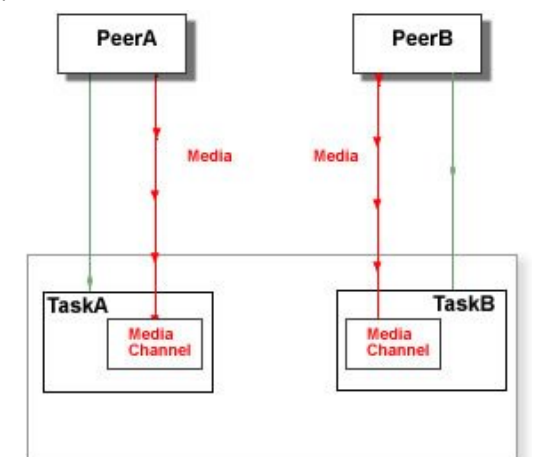 PeerA
PeerB
Media
Media
TaskA
TaskB
Media
Channel
Media
Channel